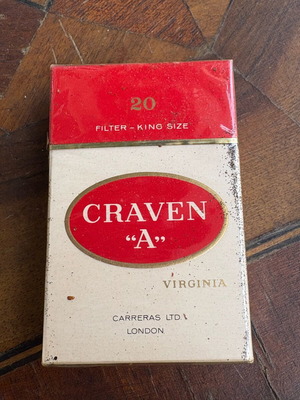 20
FILTER – KING SIZE
CRAVEN
“A”
VIRGINIA
CARRERAS LTD
LONDON